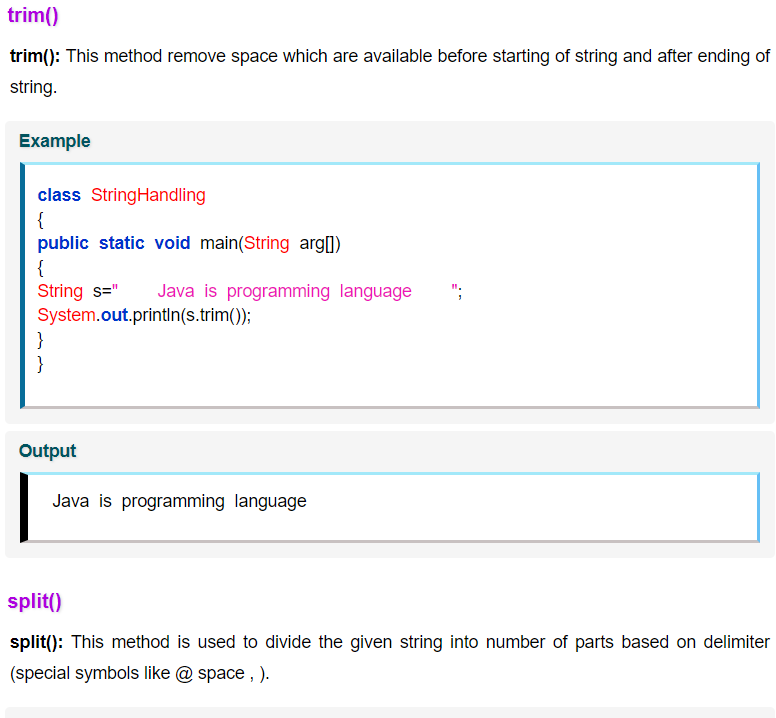 trim()
trim(): This method remove space which are available before starting of string and after ending of
string.
Example
class StringHandling
{
public static void main(String arg[])
{
String s="    Java is programming language    ";
System.out.println(s.trim());
}
}
Output
Java is programming language
split()
split(): This method is used to divide the given string into number of parts based on delimiter
(special symbols like @ space , ).